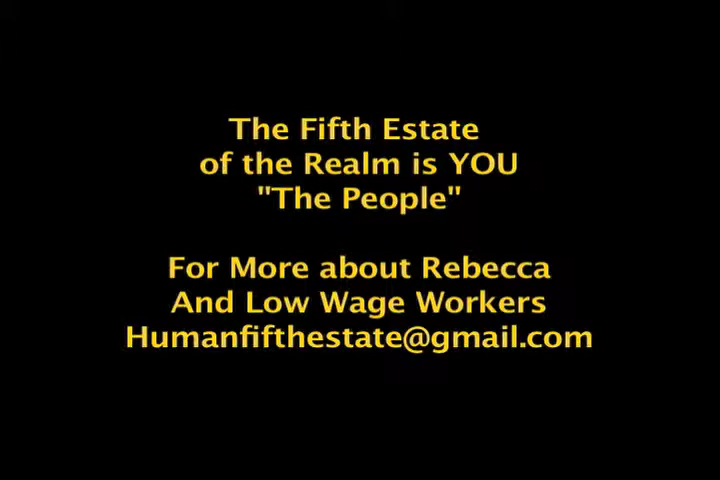 The Fifth Estate
of the Realm is YOU
"The People"
For More about Rebecca
And Low Wage Workers
Humanfifthestate@gmail.com